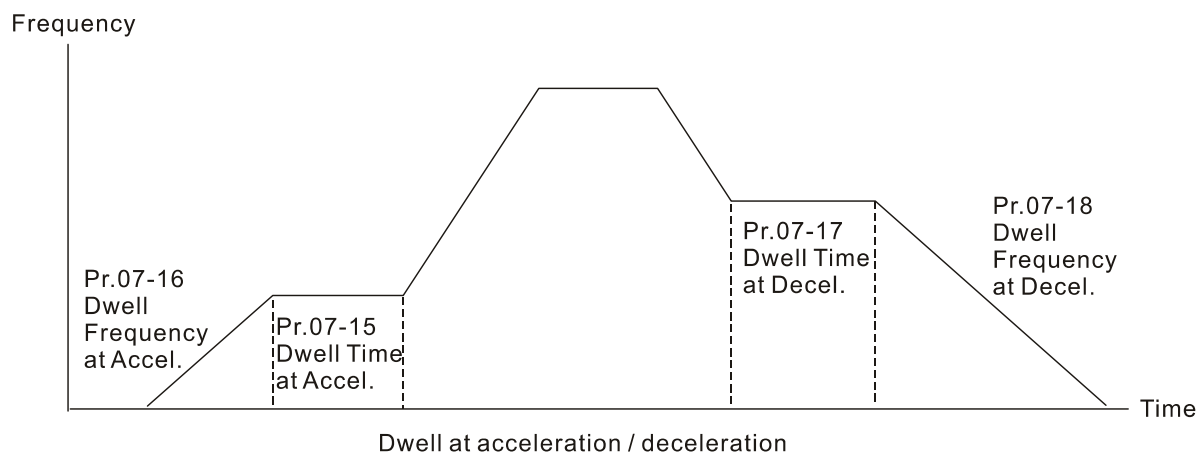 Frequency
Pr.07-16
Dwell
Frequency
at Accel.
Pr.07-15
Dwell Time
at Accel.
Pr.07-17
Dwell Time
at Decel.
Pr.07-18
Dwell
Frequency
at Decel.
Time
Dwell at acceleration / deceleration